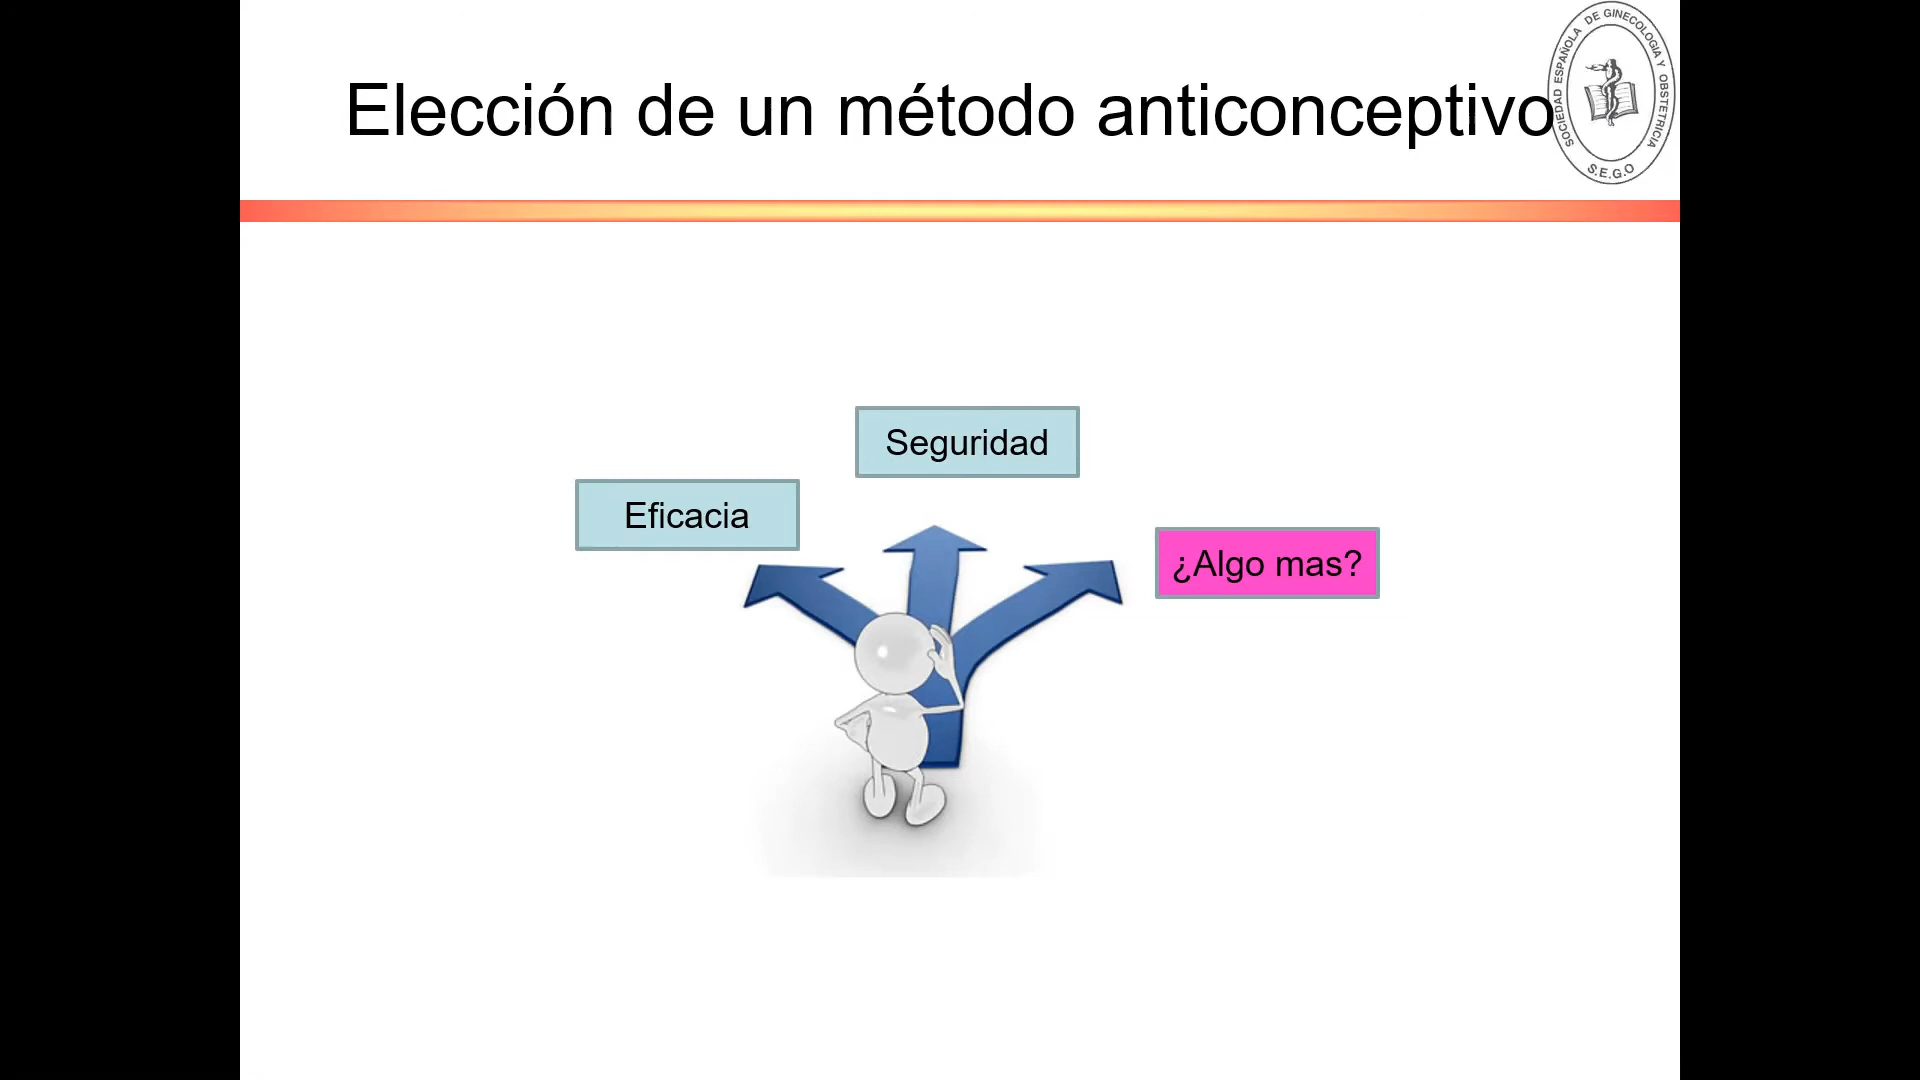 Elección de un método anticonceptivo
SOCIEDAD ESPAÑOLA DE GINECOLOGIA Y OBSTETRICIA
S.E.G.O
Seguridad
Eficacia
¿Algo mas?